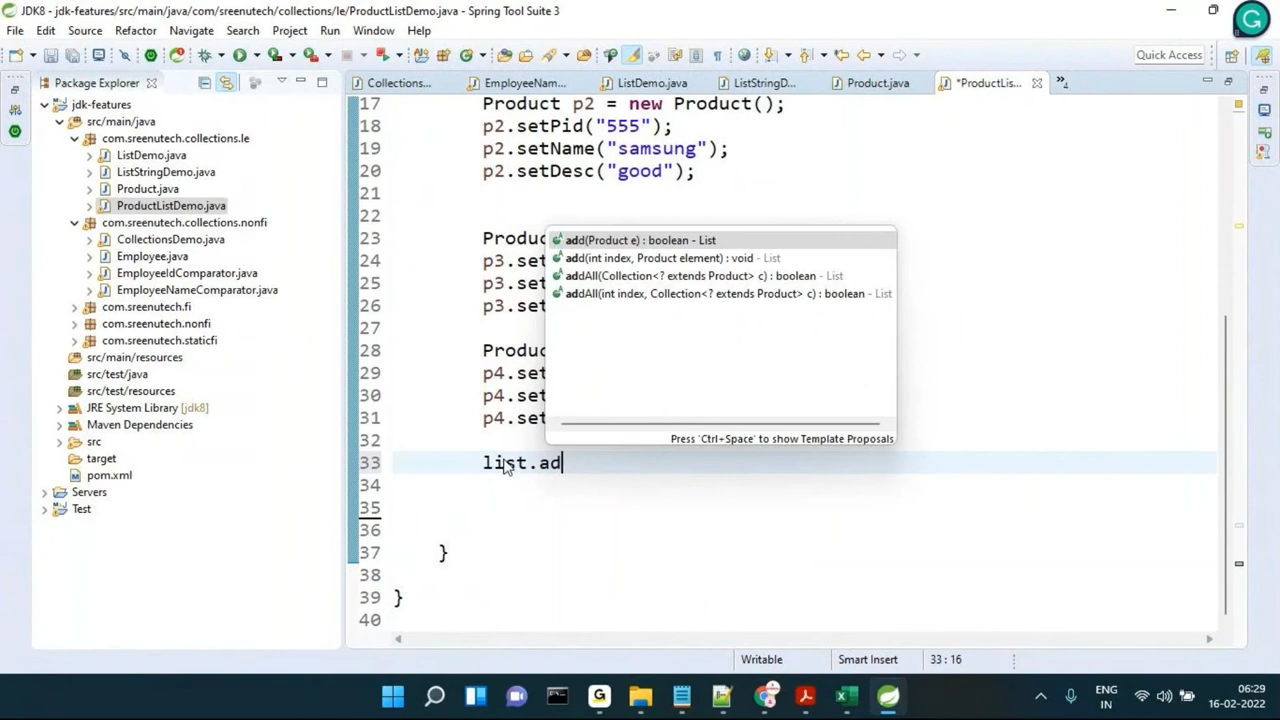 JDK8 - jdk-features/src/main/java/com/sreenutech/collections/le/ProductListDemo.java - Spring Tool Suite 3
File Edit Source Refactor Navigate Search Project Run Window Help
Quick Access
Package Explorer
Collections... EmployeeNam... ListDemo.java ListStringD... Product.java *ProductLis... 4
jdk-features
src/main/java
com.sreenutech.collections.le
ListDemo.java
ListStringDemo.java
Product.java
ProductListDemo.java
com.sreenutech.collections.nonfi
CollectionsDemo.java
Employee.java
EmployeeIdComparator.java
EmployeeNameComparator.java
com.sreenutech.fi
com.sreenutech.nonfi
com.sreenutech.staticfi
src/main/resources
src/test/java
src/test/resources
JRE System Library [jdk8]
Maven Dependencies
src
target
pom.xml
Servers
Test
17 Product p2 = new Product();
18 p2.setPid("555");
19 p2.setName("samsung");
20 p2.setDesc("good");
21
22
23 Produc
24 p3.set
25 p3.set
26 p3.set
27
28 Produc
29 p4.set
30 p4.set
31 p4.set
32
33 list.ad
34
35
36
37 }
38
39 }
40
add(Product e) : boolean - List
add(int index, Product element) : void - List
addAll(Collection<? extends Product> c) : boolean - List
addAll(int index, Collection<? extends Product> c) : boolean - List
Press 'Ctrl+Space' to show Template Proposals
Writable Smart Insert 33 : 16
ENG
IN
06:29
16-02-2022